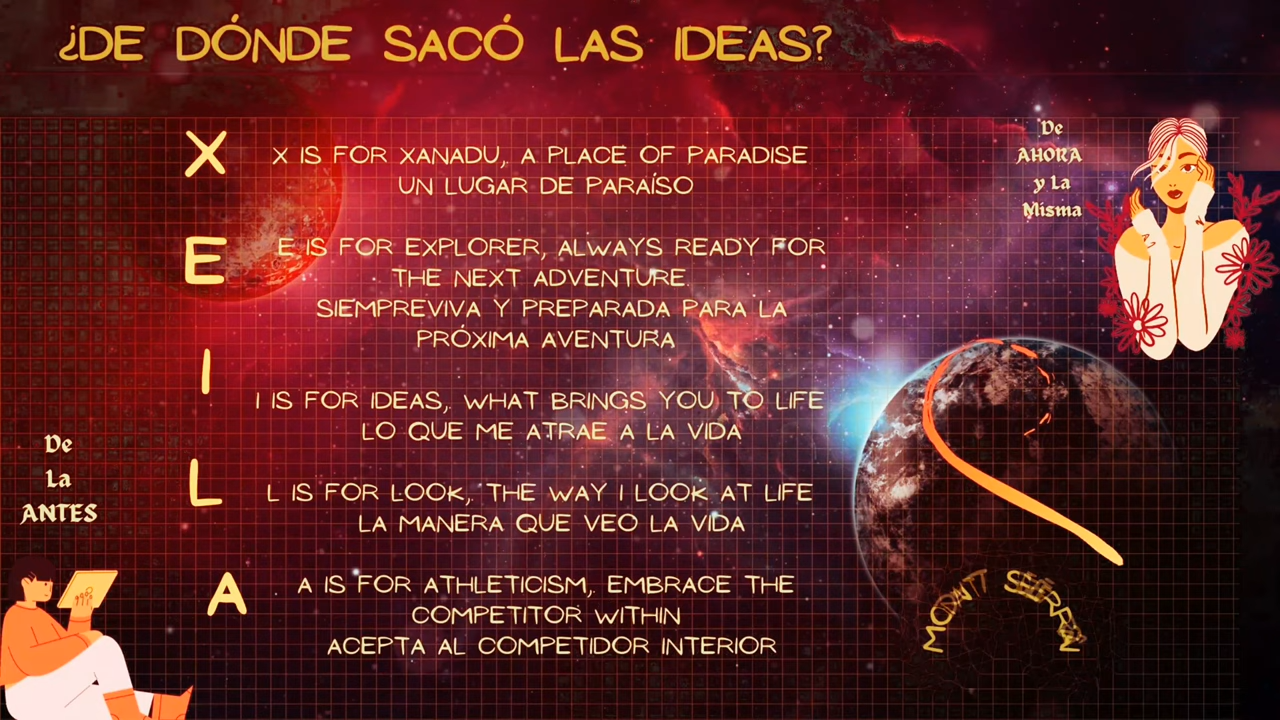 ¿DE DÓNDE SACÓ LAS IDEAS?
X
X IS FOR XANADU,. A PLACE OF PARADISE
UN LUGAR DE PARAÍSO
E
E IS FOR EXPLORER, ALWAYS READY FOR
THE NEXT ADVENTURE.
SIEMPREVIVA Y PREPARADA PARA LA
PRÓXIMA AVENTURA
I
I IS FOR IDEAS,. WHAT BRINGS YOU TO LIFE
LO QUE ME ATRAE A LA VIDA
L
L IS FOR LOOK,. THE WAY I LOOK AT LIFE
LA MANERA QUE VEO LA VIDA
A
A IS FOR ATHLETICISM,. EMBRACE THE
COMPETITOR WITHIN
ACEPTA AL COMPETIDOR INTERIOR
De
La
ANTES
De
AHORA
y La
Misma